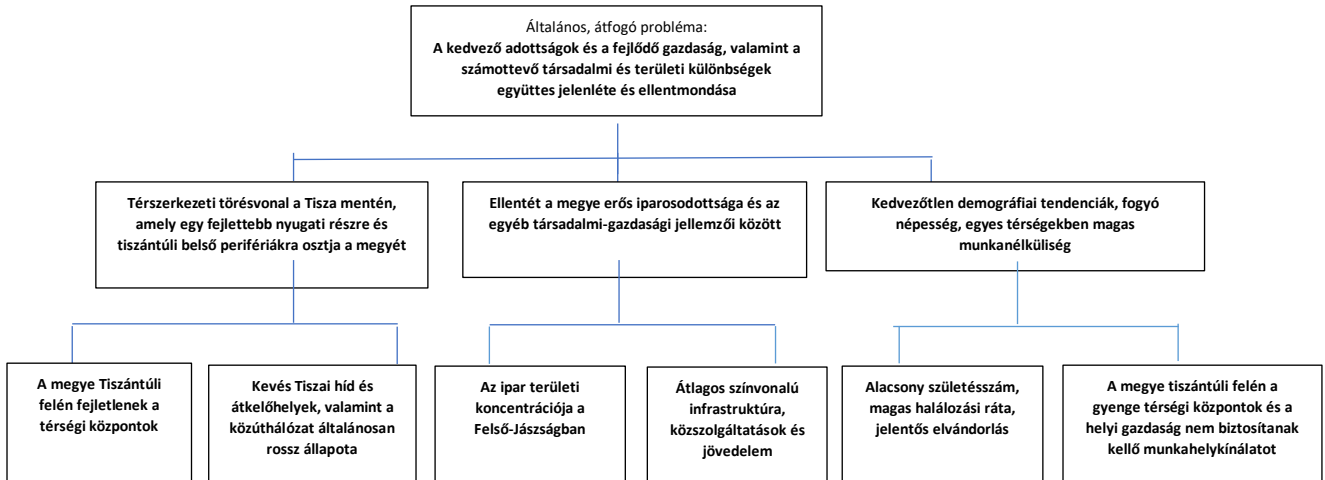 Általános, átfogó probléma:
A kedvező adottságok és a fejlődő gazdaság, valamint a
számottevő társadalmi és területi különbségek
együttes jelenléte és ellentmondása
Térszerkezeti törésvonal a Tisza mentén,
amely egy fejlettebb nyugati részre és
tiszántúli belső perifériákra osztja a megyét
Ellentét a megye erős iparosodottsága és az
egyéb társadalmi-gazdasági jellemzői között
Kedvezőtlen demográfiai tendenciák, fogyó
népesség, egyes térségekben magas
munkanélküliség
A megye Tiszántúli
felén fejletlenek a
térségi központok
Kevés Tiszai híd és
átkelőhelyek, valamint a
közúthálózat általánosan
rossz állapota
Az ipar területi
koncentrációja a
Felső-Jászságban
Átlagos színvonalú
infrastruktúra,
közszolgáltatások és
jövedelem
Alacsony születésszám,
magas halálozási ráta,
jelentős elvándorlás
A megye tiszántúli felén a
gyenge térségi központok és a
helyi gazdaság nem biztosítanak
kellő munkahelykínálatot